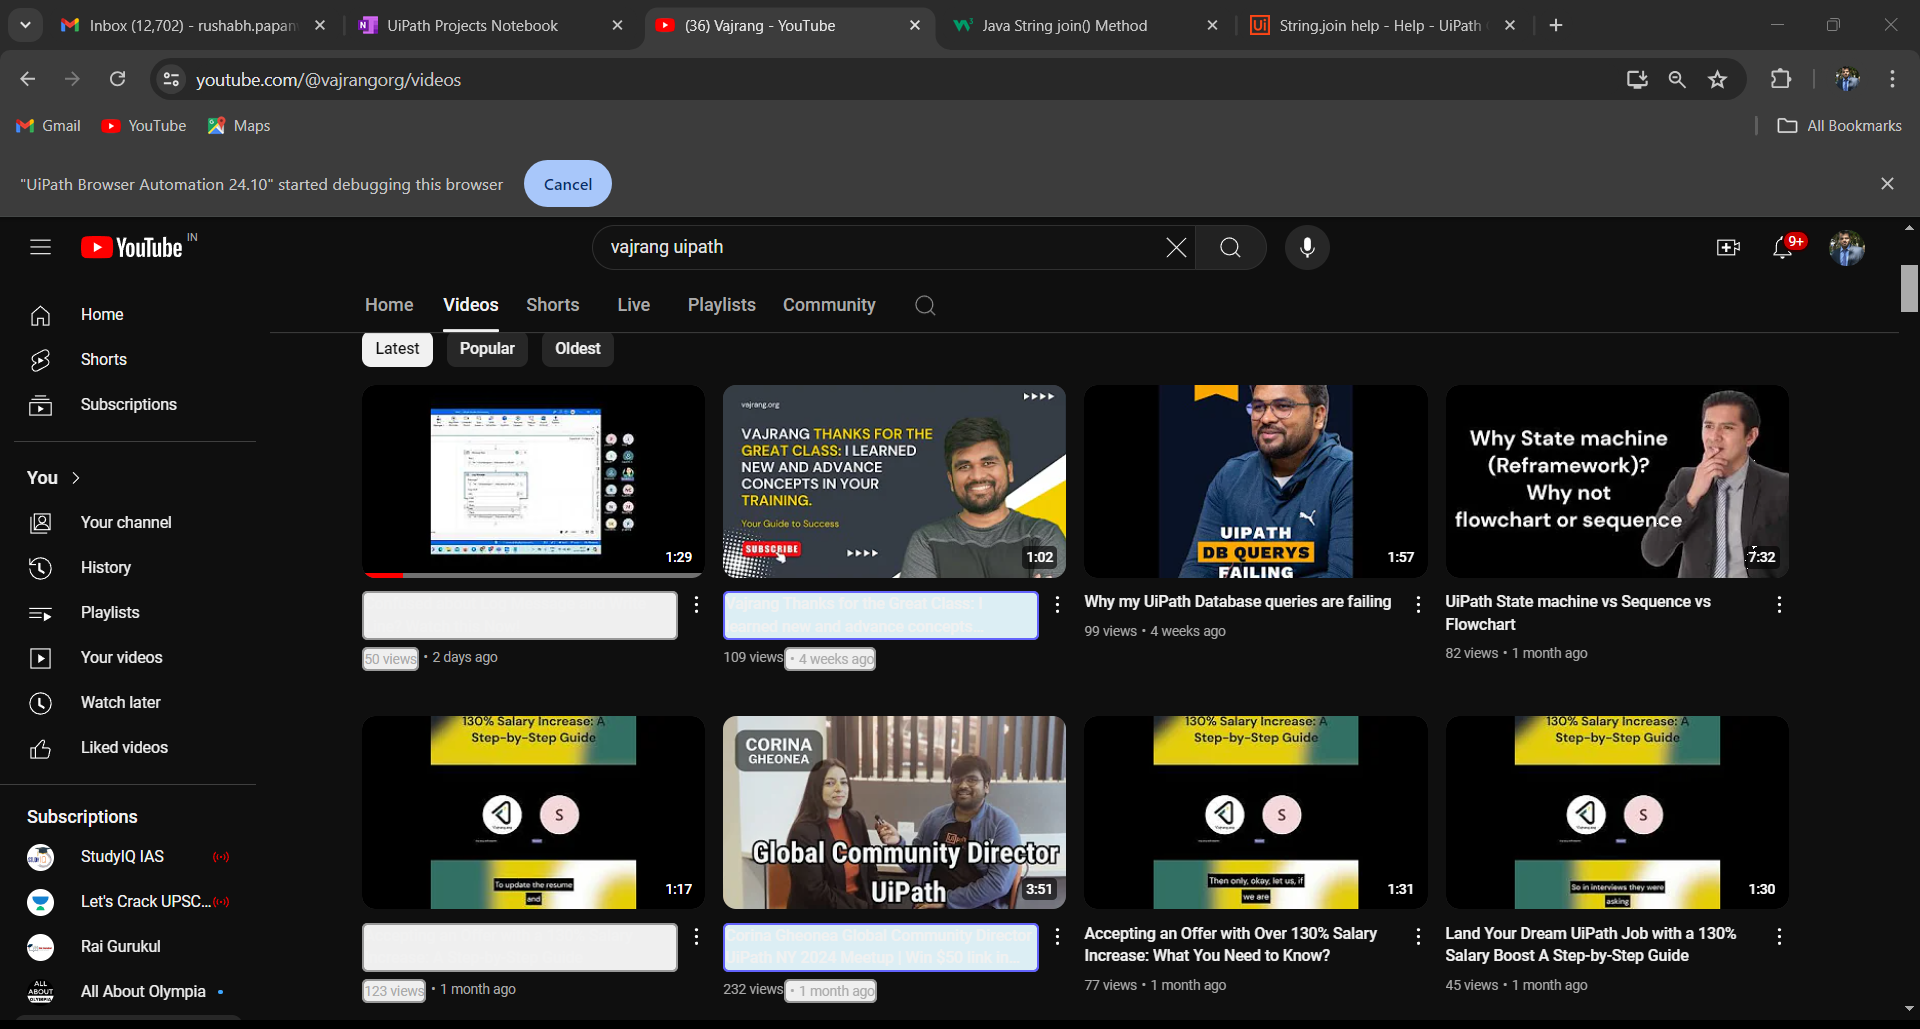 Inbox (12,702) - rushabh.papan
UiPath Projects Notebook
(36) Vajrang - YouTube
Java String join() Method
String.join help - Help - UiPath
youtube.com/@vajrangorg/videos
Gmail
YouTube
Maps
All Bookmarks
"UiPath Browser Automation 24.10" started debugging this browser
Cancel
YouTube IN
vajrang uipath
9+
Home
Shorts
Subscriptions
You
Your channel
History
Playlists
Your videos
Watch later
Liked videos
Subscriptions
StudyIQ IAS
Let's Crack UPSC...
Rai Gurukul
ALL
ABOUT
OLYMPIA
All About Olympia
Home Videos Shorts Live Playlists Community
Latest Popular Oldest
1:29
50 views • 2 days ago
vajrang.org
VAJRANG THANKS FOR THE
GREAT CLASS: I LEARNED
NEW AND ADVANCE
CONCEPTS IN YOUR
TRAINING.
Your Guide to Success
SUBSCRIBE
1:02
Vajrang Thanks for the Great Class: I
learned new and advance concepts...
109 views • 4 weeks ago
UIPATH
DB QUERYS
FAILING
1:57
Why my UiPath Database queries are failing
99 views • 4 weeks ago
Why State machine
(Reframework)?
Why not
flowchart or sequence
7:32
UiPath State machine vs Sequence vs
Flowchart
82 views • 1 month ago
130% Salary Increase: A
Step-by-Step Guide
S
To update the resume
and
1:17
123 views • 1 month ago
CORINA
GHEONEA
Global Community Director
UiPath
3:51
Corina Gheonea Global Community Director
UiPath NY 2024 Meetup | Win $50 link in...
232 views • 1 month ago
130% Salary Increase: A
Step-by-Step Guide
S
Then only, okay, let us, if
we are
1:31
Accepting an Offer with Over 130% Salary
Increase: What You Need to Know?
77 views • 1 month ago
130% Salary Increase: A
Step-by-Step Guide
S
So in interviews they were
asking
1:30
Land Your Dream UiPath Job with a 130%
Salary Boost A Step-by-Step Guide
45 views • 1 month ago